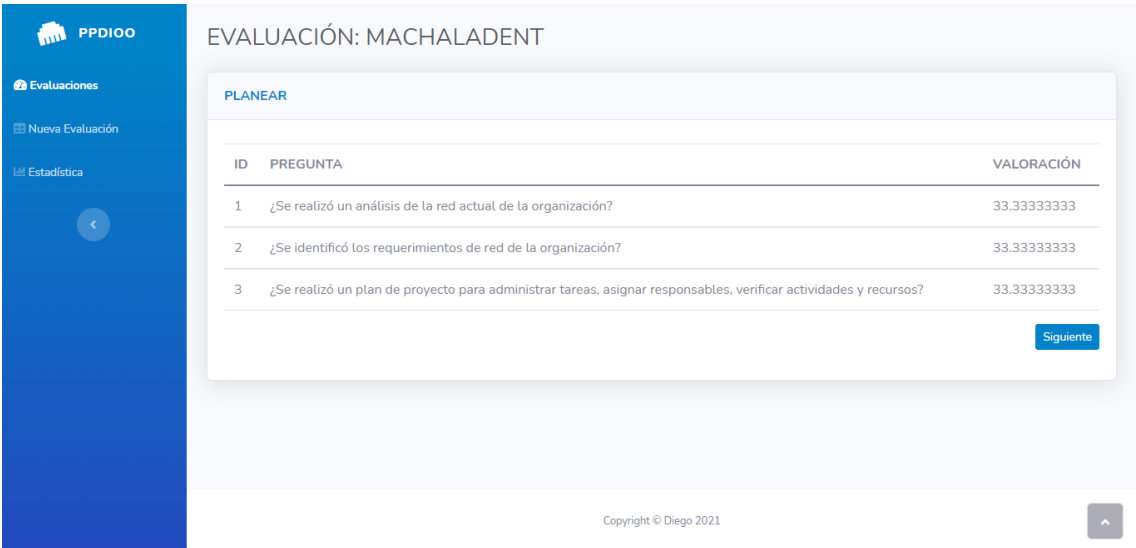 PPDIOO
Evaluaciones
Nueva Evaluación
Estadística
EVALUACIÓN: MACHALADENT
PLANEAR
ID PREGUNTA VALORACIÓN
1 ¿Se realizó un análisis de la red actual de la organización? 33.33333333
2 ¿Se identificó los requerimientos de red de la organización? 33.33333333
3 ¿Se realizó un plan de proyecto para administrar tareas, asignar responsables, verificar actividades y recursos? 33.33333333
Siguiente
Copyright © Diego 2021